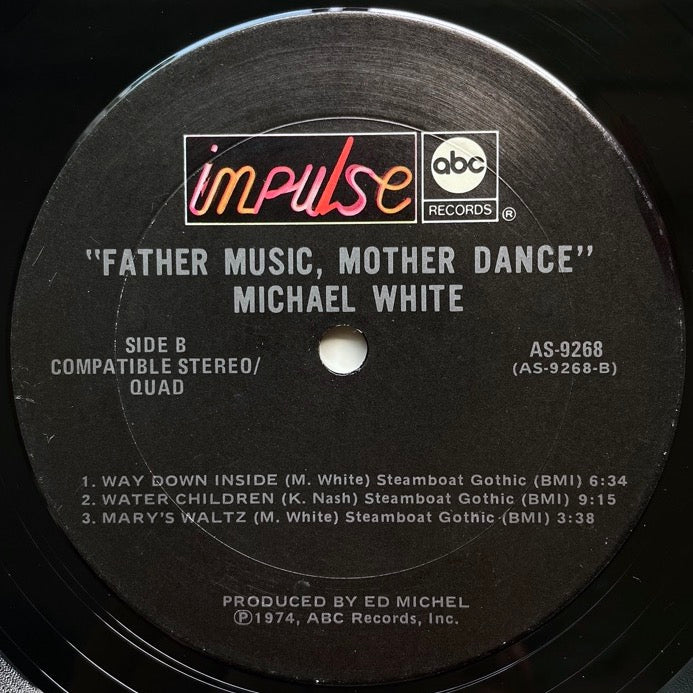 impulse
abc
RECORDS ®
"FATHER MUSIC, MOTHER DANCE"
MICHAEL WHITE
SIDE B
COMPATIBLE STEREO/
QUAD
AS-9268
(AS-9268-B)
1. WAY DOWN INSIDE (M. White) Steamboat Gothic (BMI) 6:34
2. WATER CHILDREN (K. Nash) Steamboat Gothic (BMI) 9:15
3. MARY'S WALTZ (M. White) Steamboat Gothic (BMI) 3:38
PRODUCED BY ED MICHEL
℗1974, ABC Records, Inc.